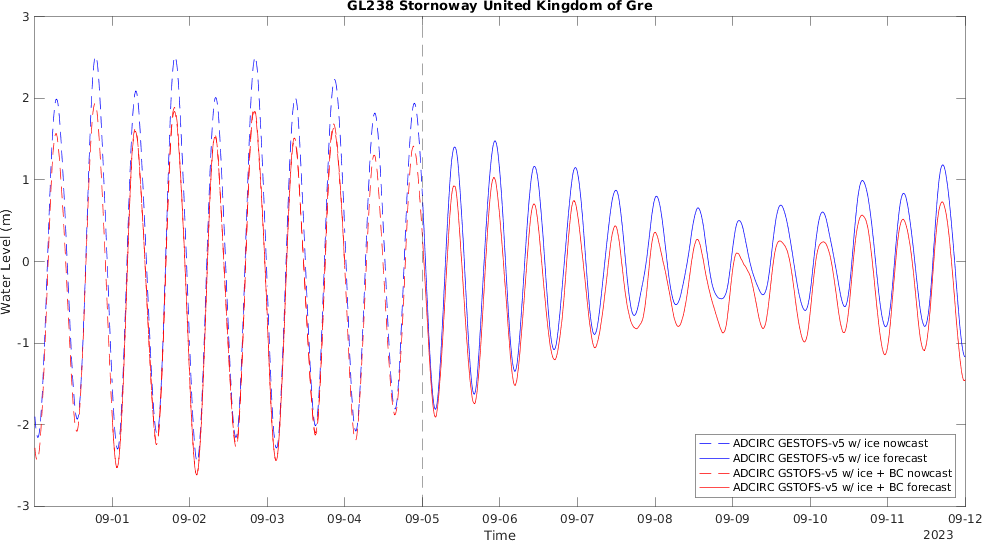 GL238 Stornoway United Kingdom of Gre
3
2
1
0
-1
-2
-3
Water Level (m)
ADCIRC GESTOFS-v5 w/ ice nowcast
ADCIRC GESTOFS-v5 w/ ice forecast
ADCIRC GSTOFS-v5 w/ ice + BC nowcast
ADCIRC GSTOFS-v5 w/ ice + BC forecast
09-01 09-02 09-03 09-04 09-05 09-06 09-07 09-08 09-09 09-10 09-11 09-12
Time
2023